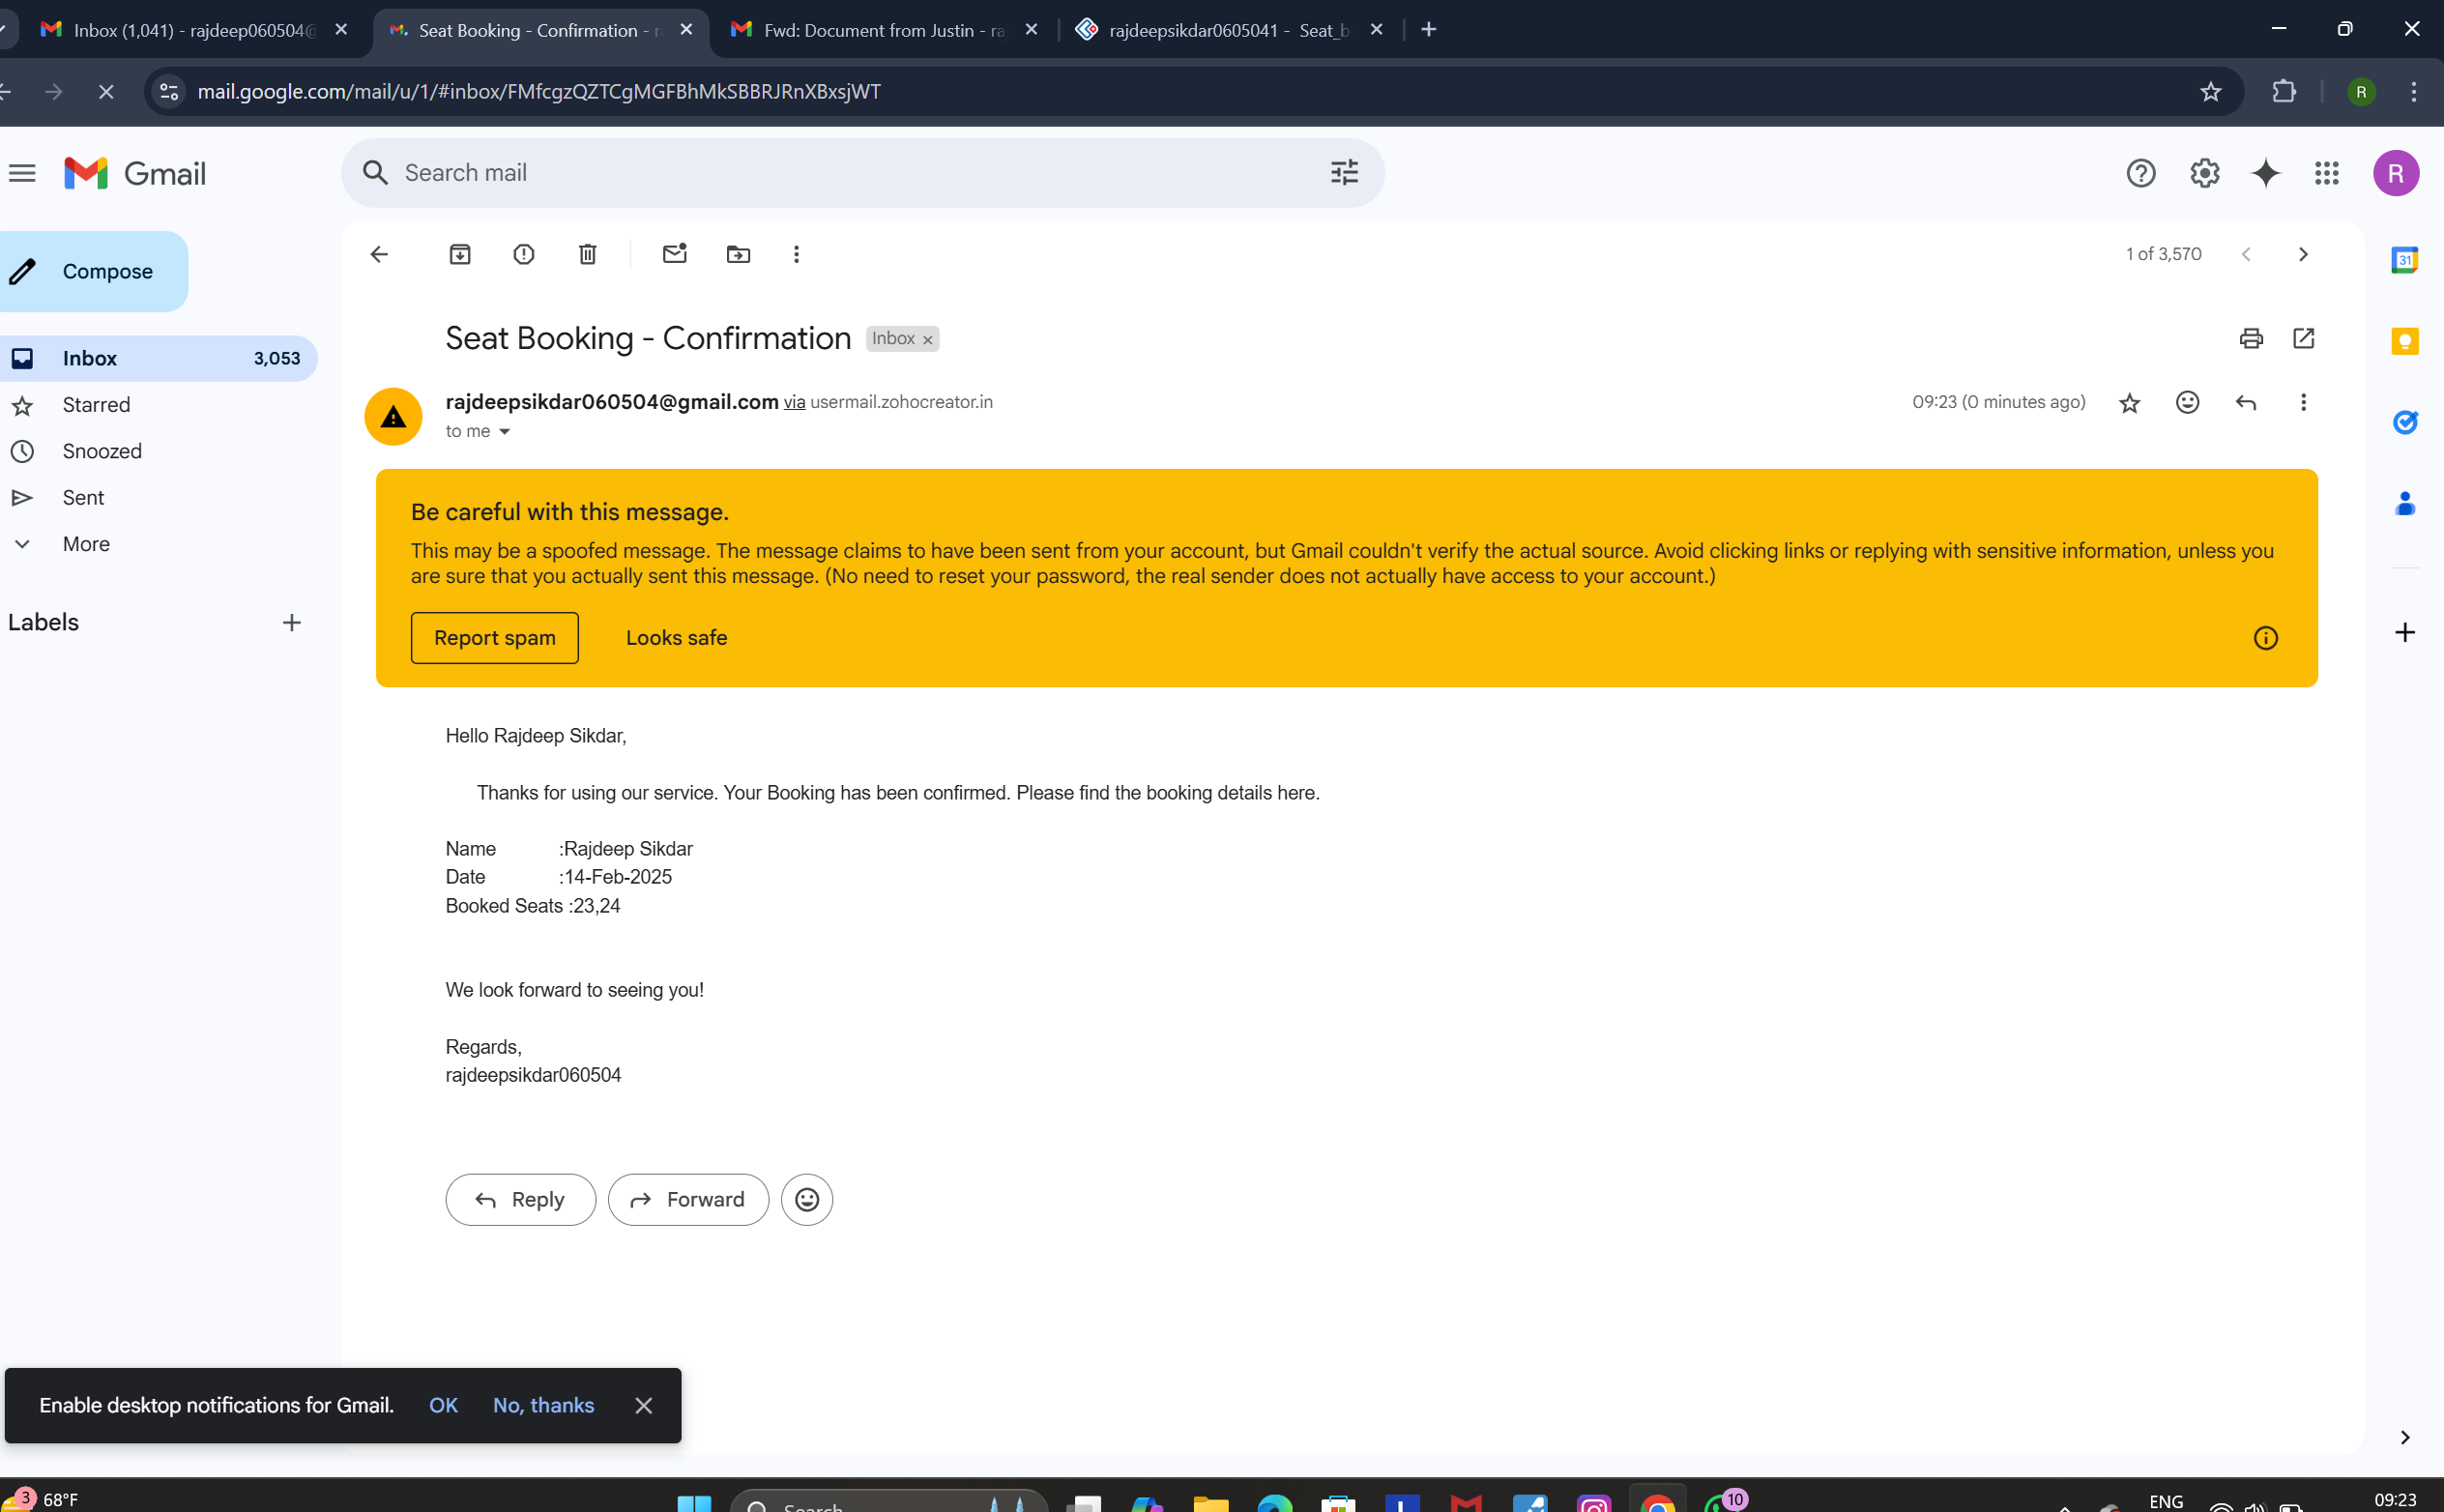 Inbox (1,041) - rajdeep060504@
Seat Booking - Confirmation - r
Fwd: Document from Justin - ra
rajdeepsikdar0605041 - Seat_b
mail.google.com/mail/u/1/#inbox/FMfcgzQZTCgMGFBhMkSBBRJRnXBxsjWT
R
Gmail
Search mail
R
Compose
1 of 3,570
31
Seat Booking - Confirmation Inbox ×
Inbox 3,053
Starred
Snoozed
Sent
More
Labels
rajdeepsikdar060504@gmail.com via usermail.zohocreator.in
09:23 (0 minutes ago)
to me
Be careful with this message.
This may be a spoofed message. The message claims to have been sent from your account, but Gmail couldn't verify the actual source. Avoid clicking links or replying with sensitive information, unless you
are sure that you actually sent this message. (No need to reset your password, the real sender does not actually have access to your account.)
Report spam
Looks safe
Hello Rajdeep Sikdar,
Thanks for using our service. Your Booking has been confirmed. Please find the booking details here.
Name :Rajdeep Sikdar
Date :14-Feb-2025
Booked Seats :23,24
We look forward to seeing you!
Regards,
rajdeepsikdar060504
Reply
Forward
Enable desktop notifications for Gmail. OK No, thanks
3
68°F
Search
10
ENG
09:23